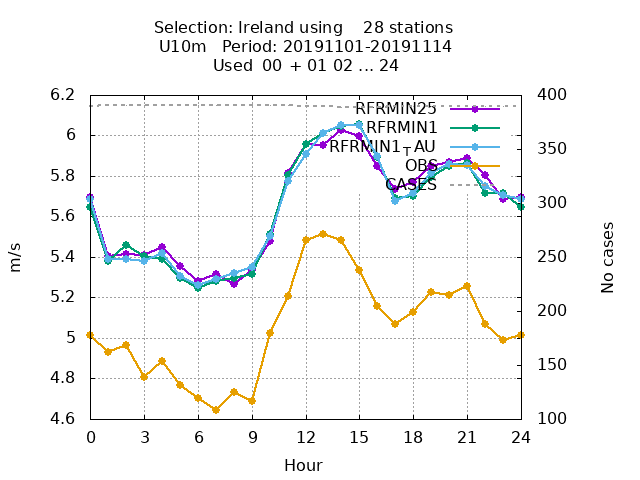 Selection: Ireland using 28 stations
U10m Period: 20191101-20191114
Used 00 + 01 02 ... 24
6.2
6
5.8
5.6
5.4
5.2
5
4.8
4.6
m/s
400
350
300
250
200
150
100
No cases
RFRMIN25
RFRMIN1
RFRMIN1_AU
OBS
CASES
0 3 6 9 12 15 18 21 24
Hour